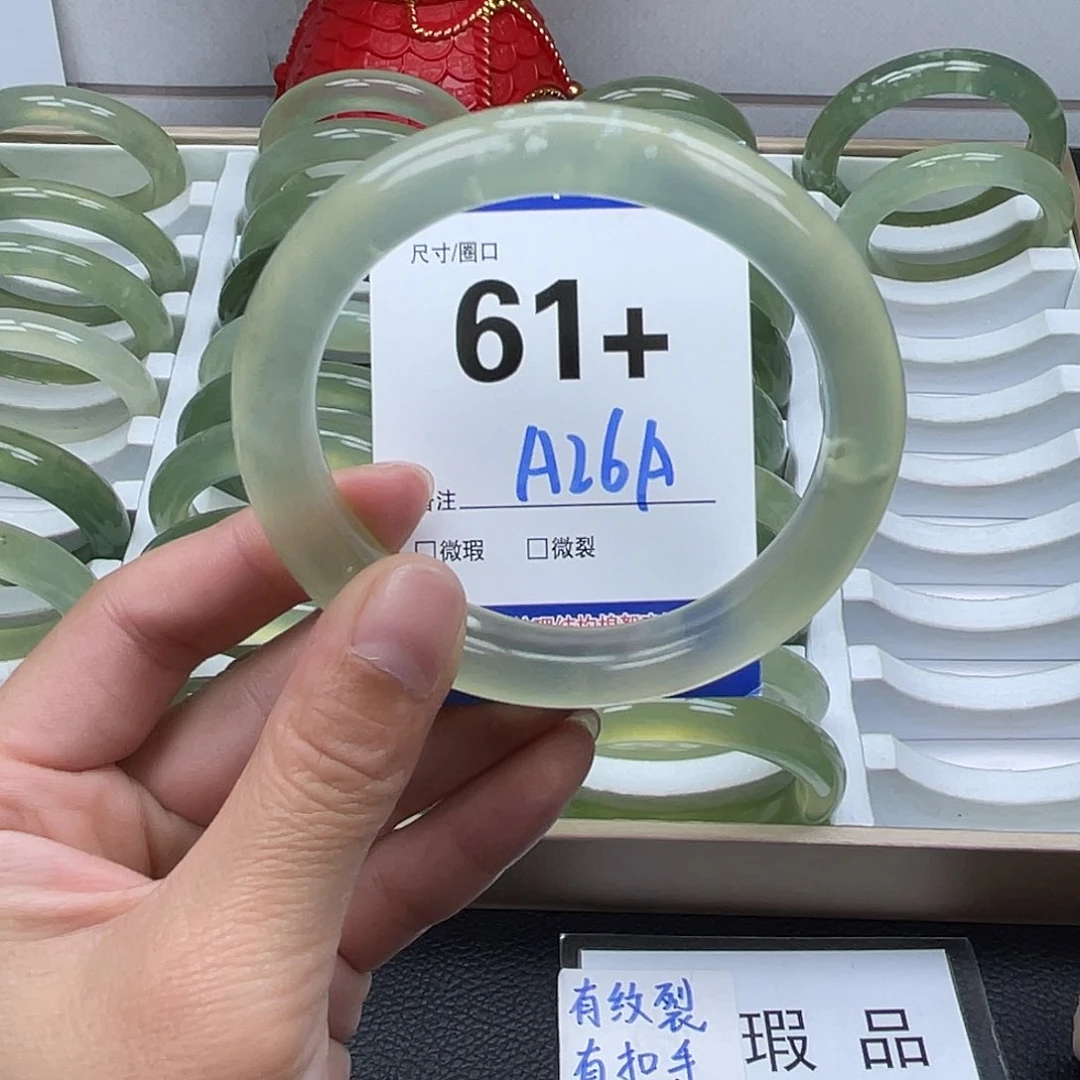 尺寸/圈口
61+
A26A
备注
□微瑕 □微裂
有纹裂
有扣手
瑕 品